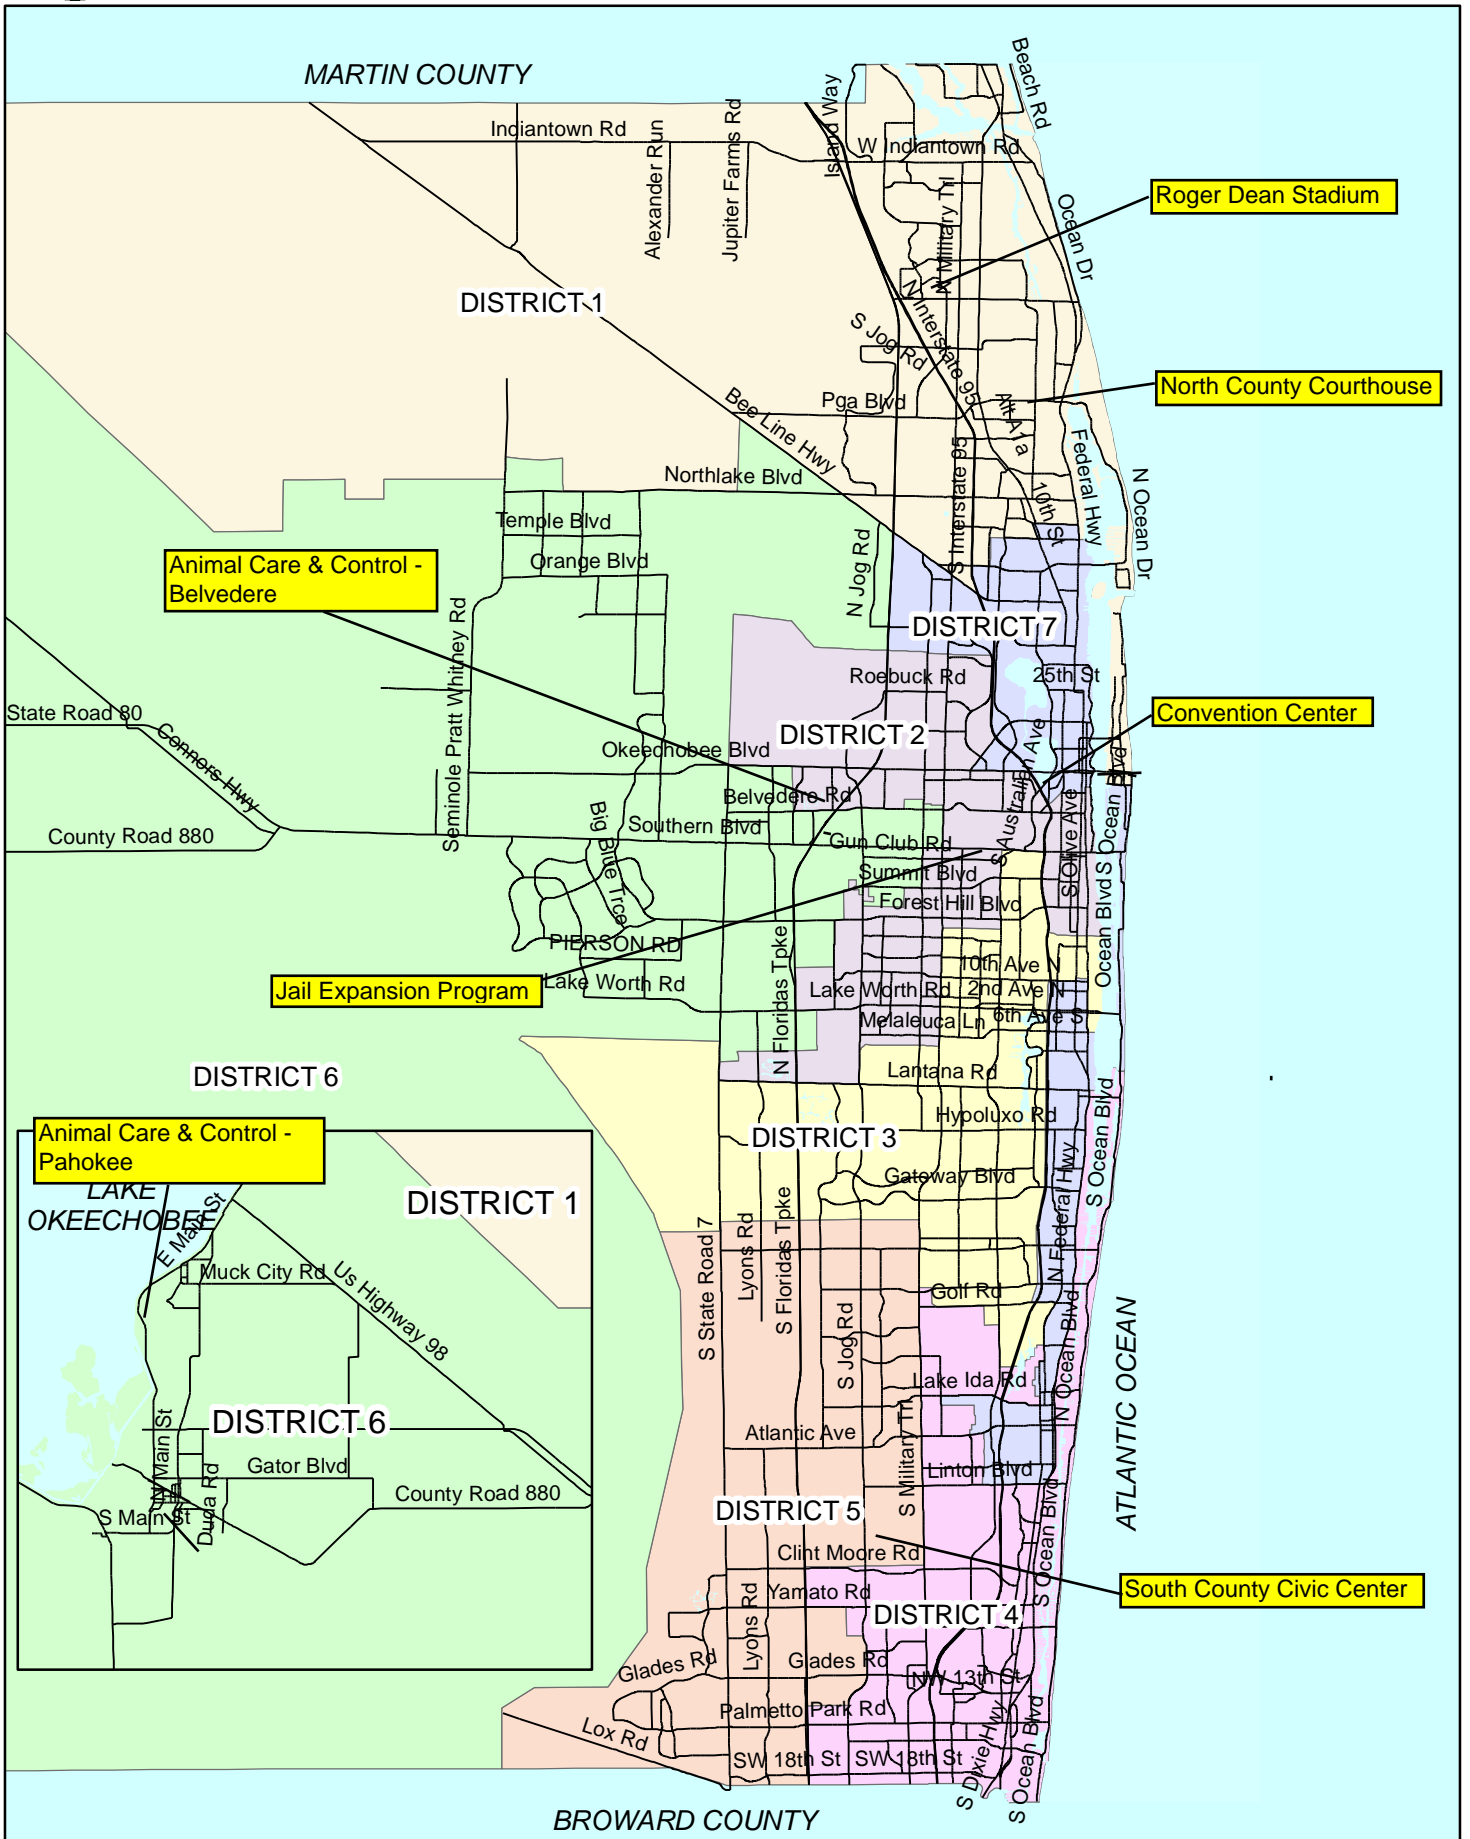 MARTIN COUNTY
Beach Rd
Island Way
Indiantown Rd
W Indiantown Rd
Alexander Run
Jupiter Farms Rd
N Military Trl
Roger Dean Stadium
Ocean Dr
DISTRICT 1
N Interstate 95
S Jog Rd
North County Courthouse
Pga Blvd
Bee Line Hwy
Alt A1a
Federal Hwy
S Interstate 95
Northlake Blvd
10th St
N Ocean Dr
Temple Blvd
Orange Blvd
Animal Care & Control -
Belvedere
N Jog Rd
Seminole Pratt Whitney Rd
DISTRICT 7
Roebuck Rd
25th St
State Road 80
Connors Hwy
Convention Center
DISTRICT 2
Okeechobee Blvd
S Australian Ave
Belvedere Rd
S Ocean Blvd
S Olive Ave
Big Blue Trce
Southern Blvd
County Road 880
Gun Club Rd
Summit Blvd
Forest Hill Blvd
PIERSON RD
N Floridas Tpke
Ocean Blvd
10th Ave N
Jail Expansion Program
Lake Worth Rd
Lake Worth Rd
2nd Ave N
Melaleuca Ln
6th Ave S
DISTRICT 6
Lantana Rd
S Ocean Blvd
Hypoluxo Rd
DISTRICT 3
Animal Care & Control -
Pahokee
Gateway Blvd
LAKE
OKEECHOBEE
DISTRICT 1
E Main St
S State Road 7
Lyons Rd
S Floridas Tpke
N Federal Hwy
Muck City Rd
Us Highway 98
Golf Rd
S Jog Rd
N Ocean Blvd
ATLANTIC OCEAN
Lake Ida Rd
DISTRICT 6
N Main St
Atlantic Ave
S Military Trl
Gator Blvd
Linton Blvd
County Road 880
S Main St
Duda Rd
DISTRICT 5
S Ocean Blvd
Clint Moore Rd
Yamato Rd
South County Civic Center
Lyons Rd
DISTRICT 4
Glades Rd
Glades Rd
NW 13th St
Palmetto Park Rd
Lox Rd
SW 18th St
SW 18th St
S Dixie Hwy
S Ocean Blvd
BROWARD COUNTY